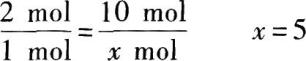 2 mol / 1 mol = 10 mol / x mol x = 5